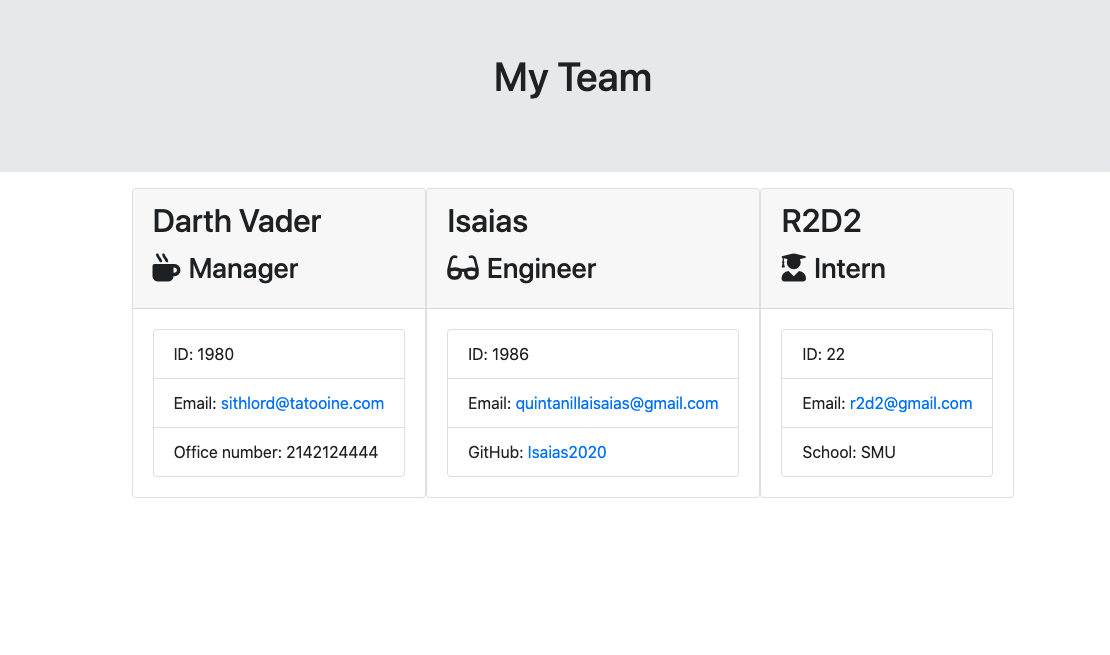 My Team
Darth Vader
Manager
ID: 1980
Email: sithlord@tatooine.com
Office number: 2142124444
Isaias
Engineer
ID: 1986
Email: quintanillaisaias@gmail.com
GitHub: Isaias2020
R2D2
Intern
ID: 22
Email: r2d2@gmail.com
School: SMU